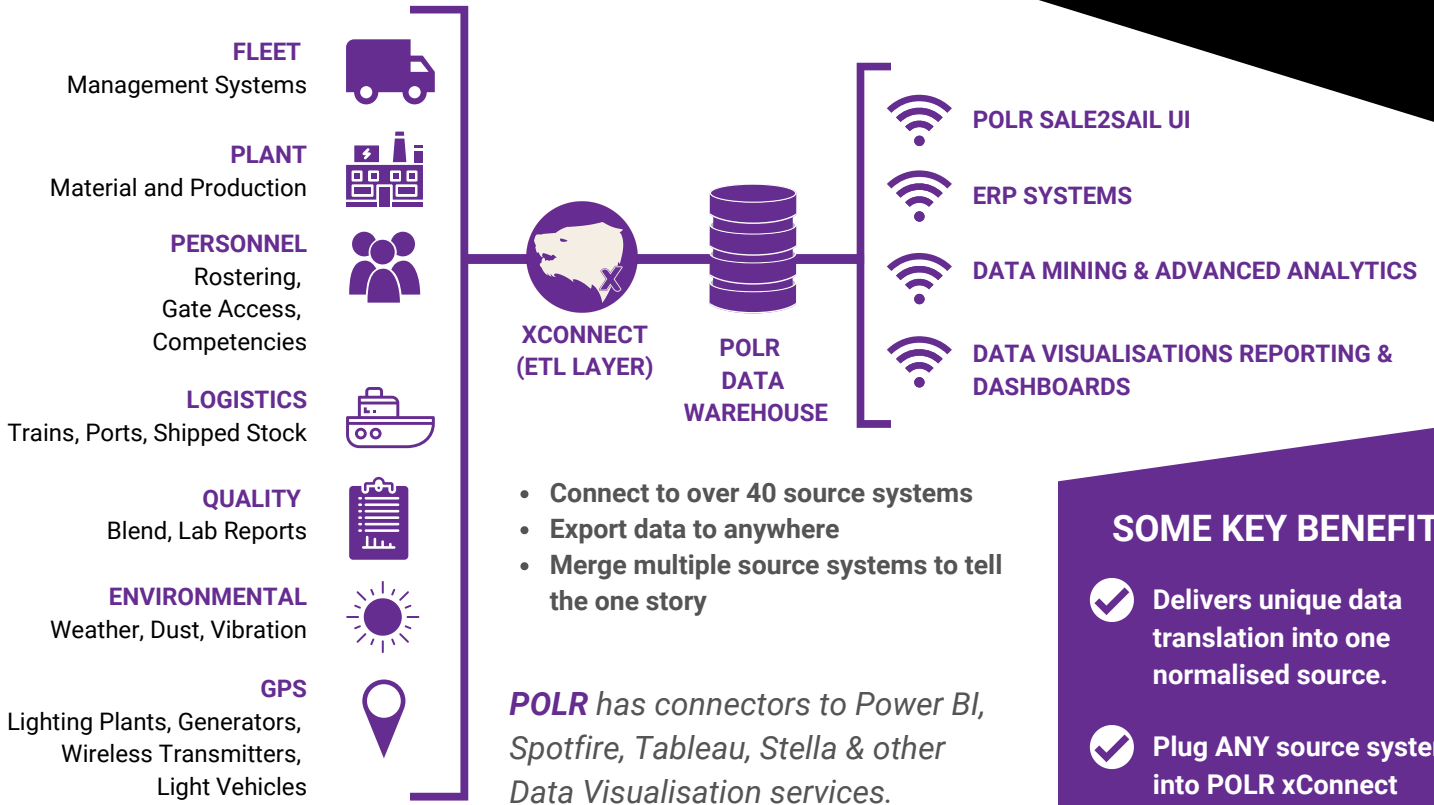 FLEET
Management Systems
PLANT
Material and Production
PERSONNEL
Rostering,
Gate Access,
Competencies
LOGISTICS
Trains, Ports, Shipped Stock
QUALITY
Blend, Lab Reports
ENVIRONMENTAL
Weather, Dust, Vibration
GPS
Lighting Plants, Generators,
Wireless Transmitters,
Light Vehicles
X
XCONNECT
(ETL LAYER)
POLR
DATA
WAREHOUSE
POLR SALE2SAIL UI
ERP SYSTEMS
DATA MINING & ADVANCED ANALYTICS
DATA VISUALISATIONS REPORTING &
DASHBOARDS
• Connect to over 40 source systems
• Export data to anywhere
• Merge multiple source systems to tell
the one story
POLR has connectors to Power BI,
Spotfire, Tableau, Stella & other
Data Visualisation services.
SOME KEY BENEFIT
Delivers unique data
translation into one
normalised source.
Plug ANY source system
into POLR xConnect